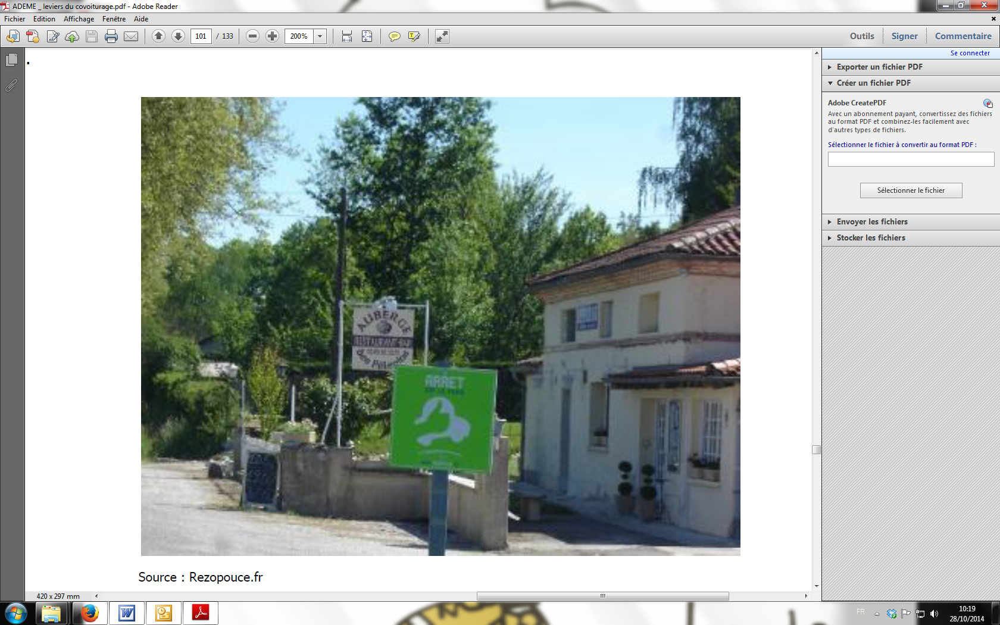 ADEME _ leviers du covoiturage.pdf - Adobe Reader
Fichier Edition Affichage Fenêtre Aide
101 / 133 200%
Outils Signer Commentaire
Se connecter
Exporter un fichier PDF
Créer un fichier PDF
Adobe CreatePDF
Avec un abonnement payant, convertissez des fichiers
au format PDF et combinez-les facilement avec
d'autres types de fichiers.
Sélectionner le fichier à convertir au format PDF :
Sélectionner le fichier
Envoyer les fichiers
Stocker les fichiers
AUBERGE
RESTAURANT-BAR
ARRET
Source : Rezopouce.fr
420 x 297 mm
FR
10:19
28/10/2014